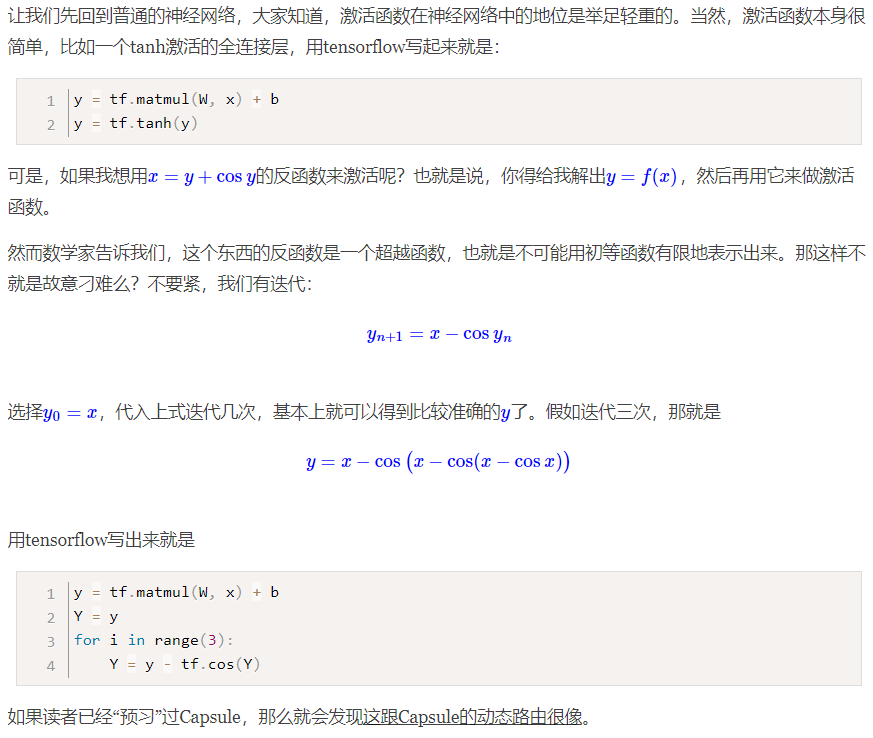 让我们先回到普通的神经网络，大家知道，激活函数在神经网络中的地位是举足轻重的。当然，激活函数本身很
简单，比如一个tanh激活的全连接层，用tensorflow写起来就是：
1 y = tf.matmul(W, x) + b
2 y = tf.tanh(y)
可是，如果我想用x = y + cos y的反函数来激活呢？也就是说，你得给我解出y = f(x)，然后再用它来做激活
函数。
然而数学家告诉我们，这个东西的反函数是一个超越函数，也就是不可能用初等函数有限地表示出来。那这样不
就是故意刁难么？不要紧，我们有迭代：
yₙ₊₁ = x − cos yₙ
选择y₀ = x，代入上式迭代几次，基本上就可以得到比较准确的y了。假如迭代三次，那就是
y = x − cos (x − cos(x − cos x))
用tensorflow写出来就是
1 y = tf.matmul(W, x) + b
2 Y = y
3 for i in range(3):
4     Y = y - tf.cos(Y)
如果读者已经“预习”过Capsule，那么就会发现这跟Capsule的动态路由很像。